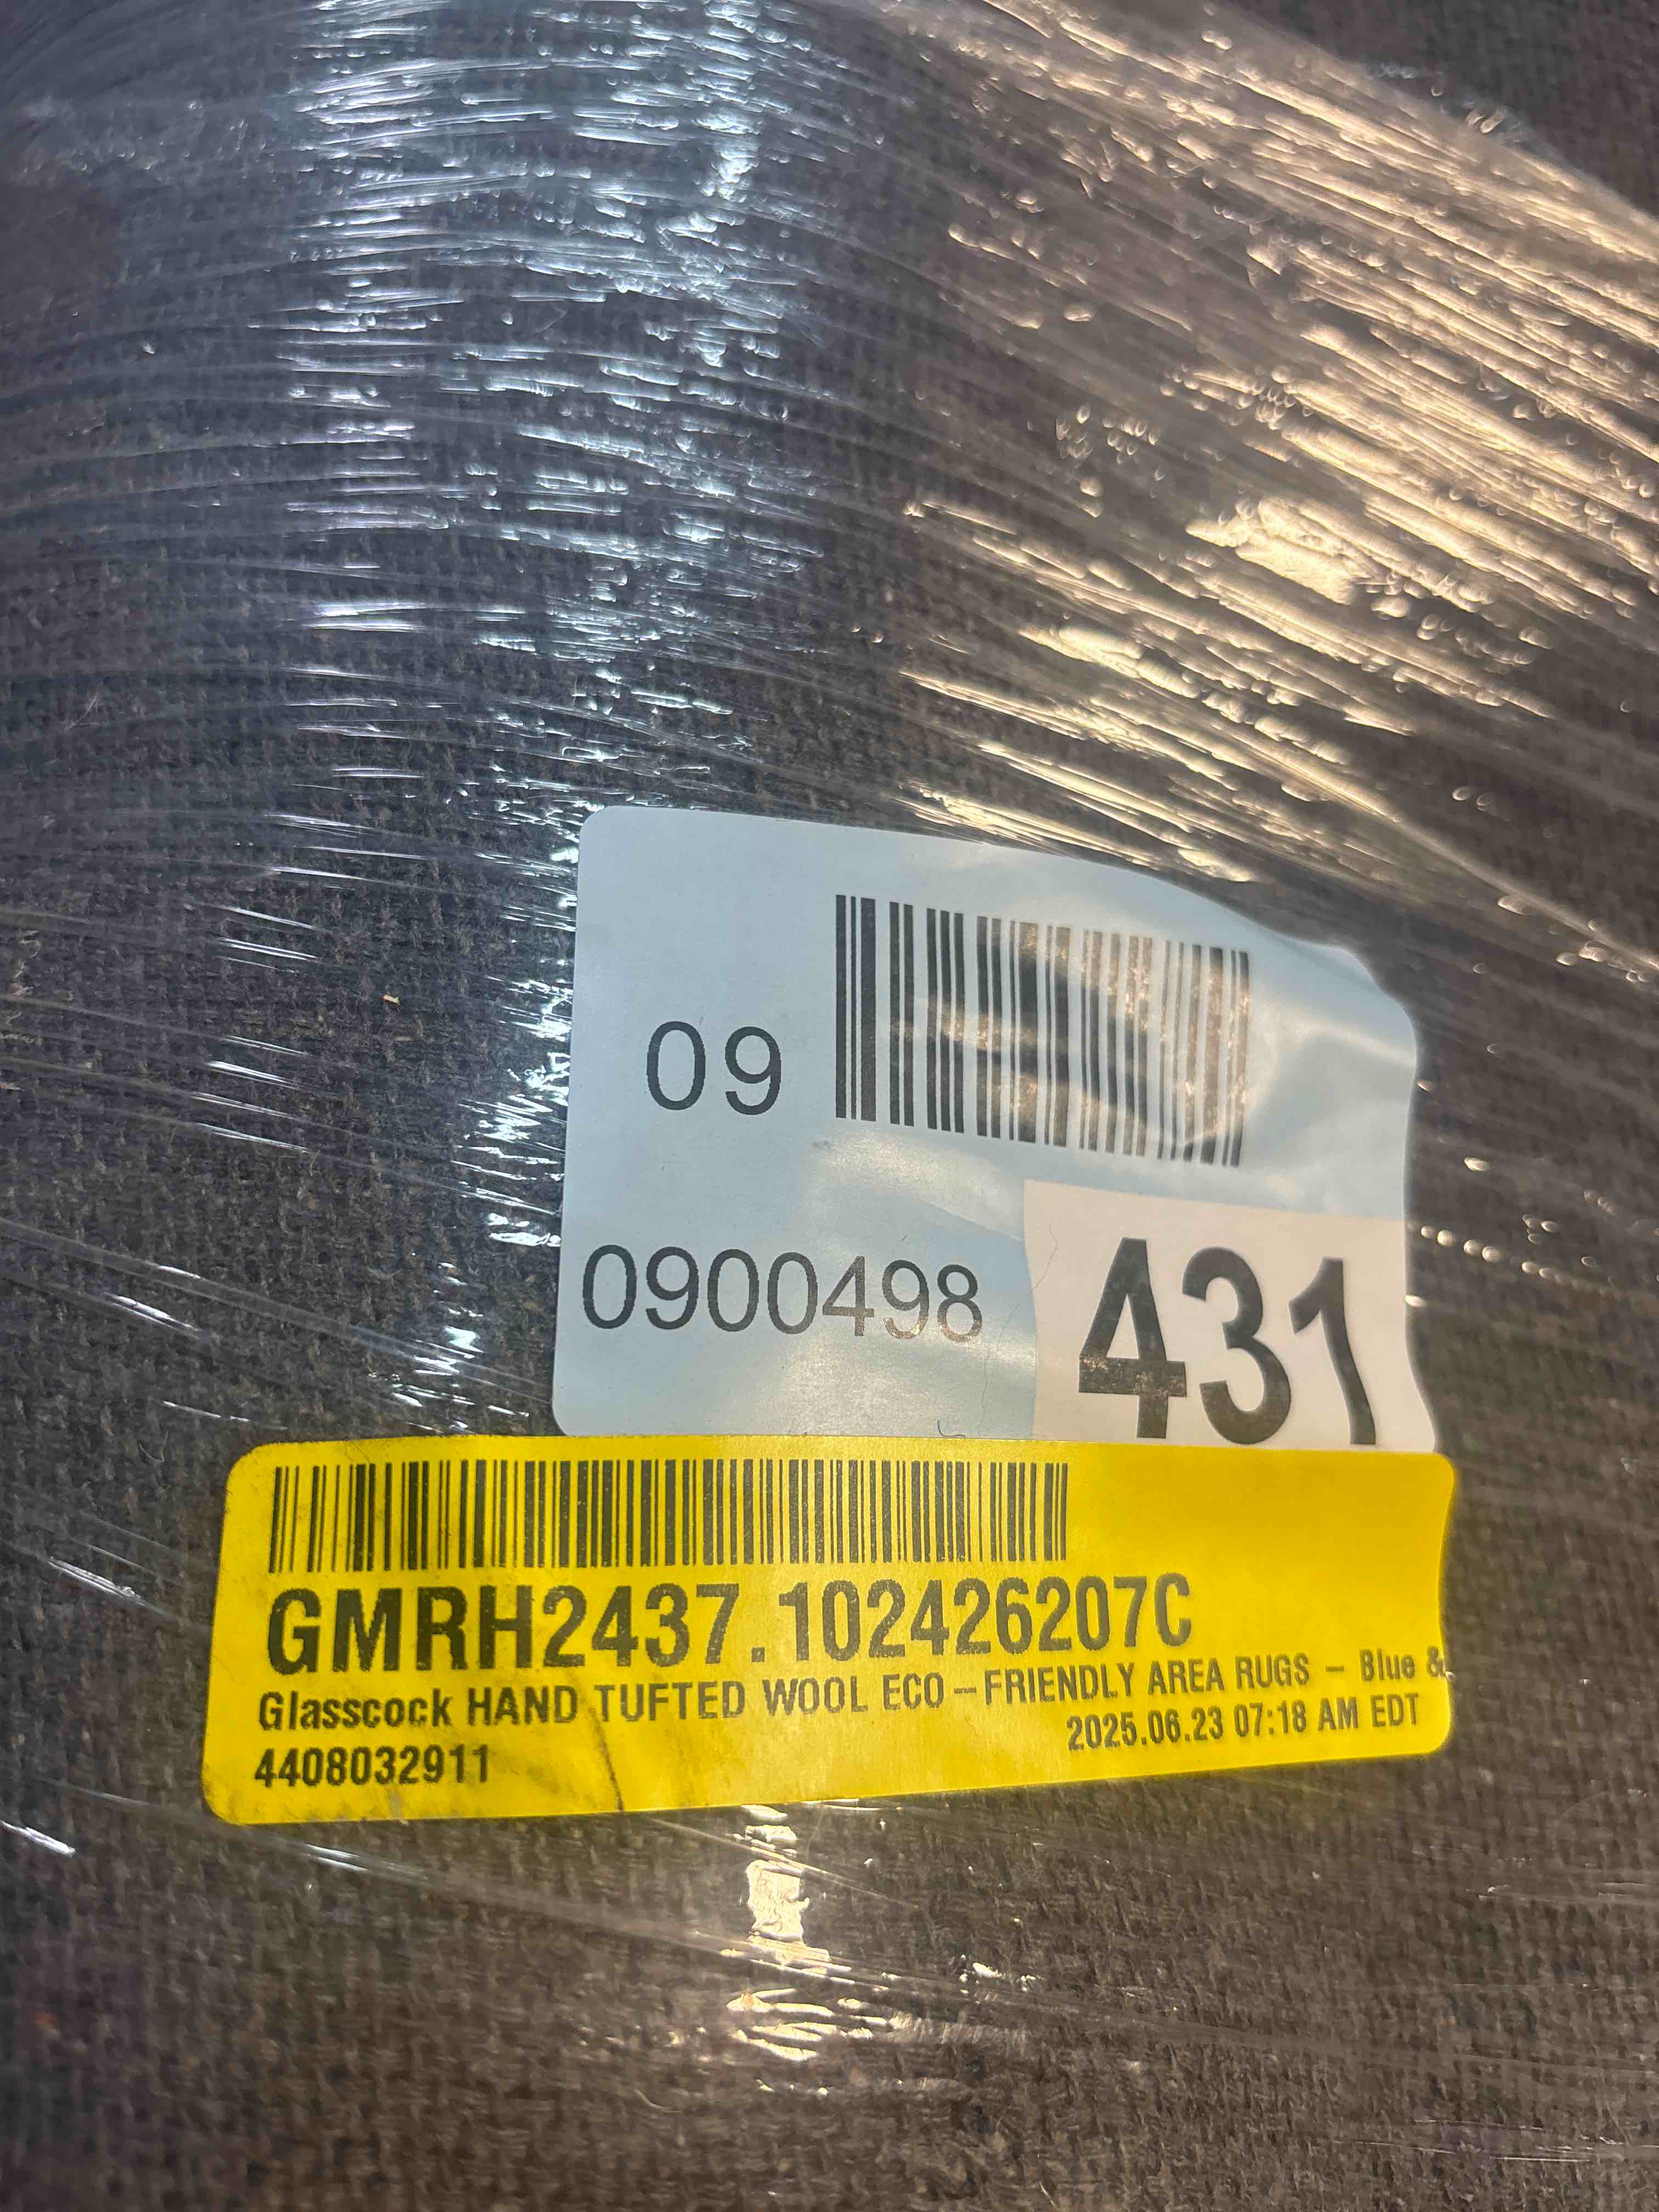 09
0900498
431
GMRH2437.102426207C
Glasscock HAND TUFTED WOOL ECO-FRIENDLY AREA RUGS - Blue &
2025.06.23 07:18 AM EDT
4408032911